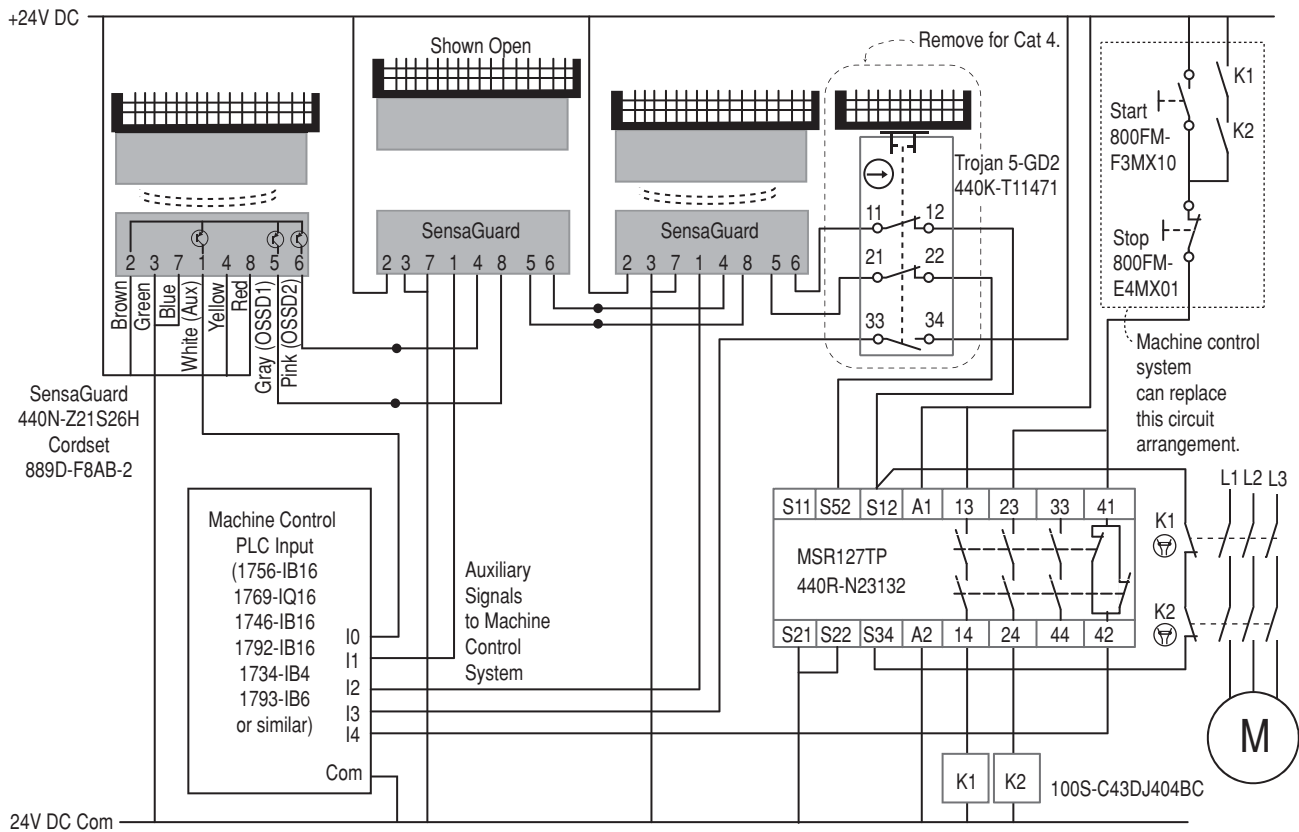 +24V DC
Shown Open
Remove for Cat 4.
K1
Start
800FM-
F3MX10
K2
Trojan 5-GD2
440K-T11471
11 12
SensaGuard
SensaGuard
Stop
800FM-
E4MX01
21 22
2 3 7 1 4 8 5 6
2 3 7 1 4 8 5 6
2 3 7 1 4 8 5 6
Brown
Green
Blue
White (Aux)
Yellow
Red
Gray (OSSD1)
Pink (OSSD2)
33 34
Machine control
system
can replace
this circuit
arrangement.
SensaGuard
440N-Z21S26H
Cordset
889D-F8AB-2
L1 L2 L3
S11 S52 S12 A1 13 23 33 41
K1
MSR127TP
440R-N23132
K2
S21 S22 S34 A2 14 24 44 42
Machine Control
PLC Input
(1756-IB16
1769-IQ16
1746-IB16
1792-IB16
1734-IB4
1793-IB6
or similar)
I0
I1
I2
I3
I4
Com
Auxiliary
Signals
to Machine
Control
System
M
K1 K2 100S-C43DJ404BC
24V DC Com